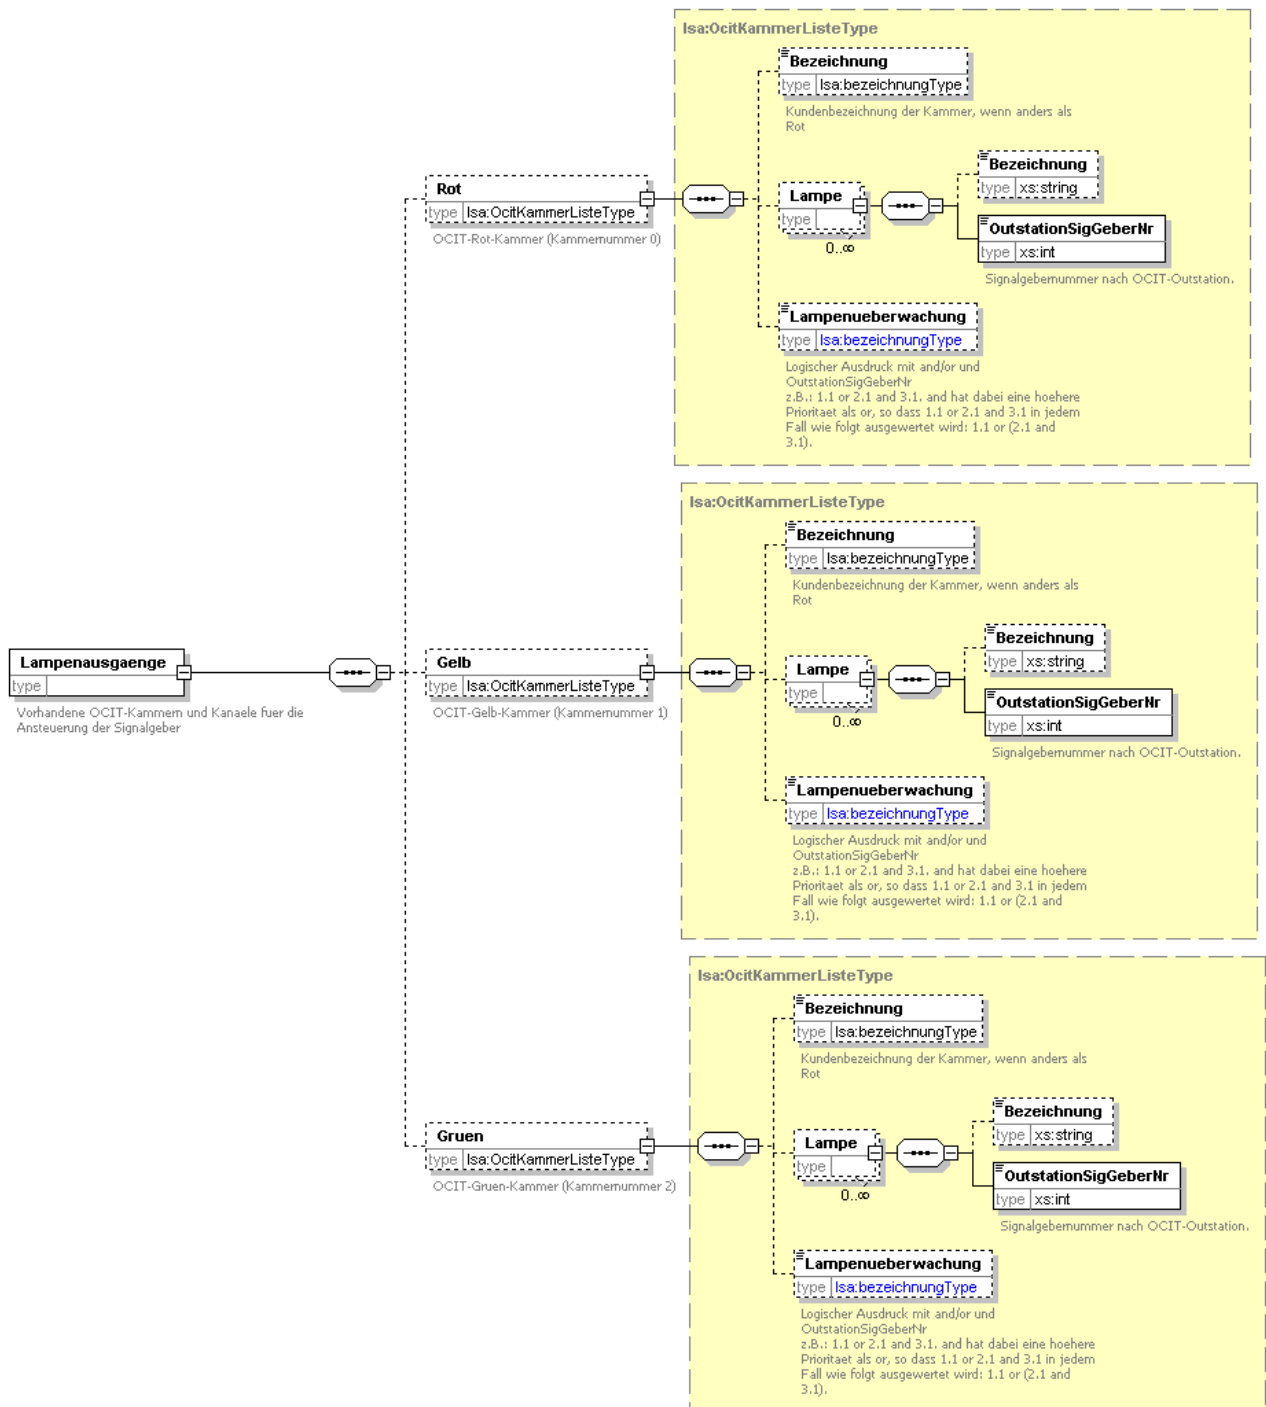 lsa:OcitKammerListeType
Bezeichnung
type lsa:bezeichnungType
Kundenbezeichnung der Kammer, wenn anders als
Rot
Bezeichnung
type xs:string
Rot
type lsa:OcitKammerListeType
OCIT-Rot-Kammer (Kammernummer 0)
Lampe
type
0..∞
OutstationSigGeberNr
type xs:int
Signalgebernummer nach OCIT-Outstation.
Lampenueberwachung
type lsa:bezeichnungType
Logischer Ausdruck mit and/or und
OutstationSigGeberNr
z.B.: 1.1 or 2.1 and 3.1. and hat dabei eine hoehere
Prioritaet als or, so dass 1.1 or 2.1 and 3.1 in jedem
Fall wie folgt ausgewertet wird: 1.1 or (2.1 and
3.1).
lsa:OcitKammerListeType
Bezeichnung
type lsa:bezeichnungType
Kundenbezeichnung der Kammer, wenn anders als
Rot
Bezeichnung
type xs:string
Lampenausgaenge
type
Vorhandene OCIT-Kammern und Kanaele fuer die
Ansteuerung der Signalgeber
Gelb
type lsa:OcitKammerListeType
OCIT-Gelb-Kammer (Kammernummer 1)
Lampe
type
0..∞
OutstationSigGeberNr
type xs:int
Signalgebernummer nach OCIT-Outstation.
Lampenueberwachung
type lsa:bezeichnungType
Logischer Ausdruck mit and/or und
OutstationSigGeberNr
z.B.: 1.1 or 2.1 and 3.1. and hat dabei eine hoehere
Prioritaet als or, so dass 1.1 or 2.1 and 3.1 in jedem
Fall wie folgt ausgewertet wird: 1.1 or (2.1 and
3.1).
lsa:OcitKammerListeType
Bezeichnung
type lsa:bezeichnungType
Kundenbezeichnung der Kammer, wenn anders als
Rot
Bezeichnung
type xs:string
Gruen
type lsa:OcitKammerListeType
OCIT-Gruen-Kammer (Kammernummer 2)
Lampe
type
0..∞
OutstationSigGeberNr
type xs:int
Signalgebernummer nach OCIT-Outstation.
Lampenueberwachung
type lsa:bezeichnungType
Logischer Ausdruck mit and/or und
OutstationSigGeberNr
z.B.: 1.1 or 2.1 and 3.1. and hat dabei eine hoehere
Prioritaet als or, so dass 1.1 or 2.1 and 3.1 in jedem
Fall wie folgt ausgewertet wird: 1.1 or (2.1 and
3.1).